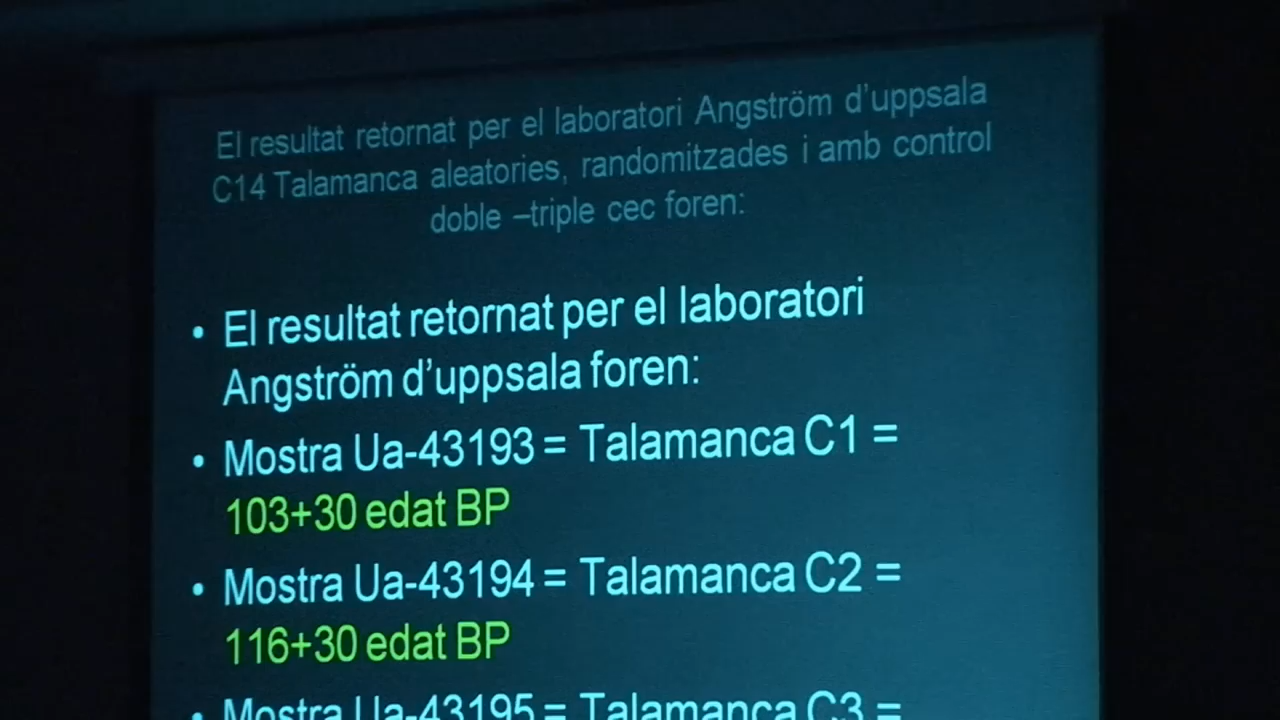 El resultat retornat per el laboratori Angström d'uppsala
C14 Talamanca aleatories, randomitzades i amb control
doble –triple cec foren:
• El resultat retornat per el laboratori
Angström d'uppsala foren:
• Mostra Ua-43193 = Talamanca C1 =
103+30 edat BP
• Mostra Ua-43194 = Talamanca C2 =
116+30 edat BP
• Mostra Ua-43195 = Talamanca C3 =